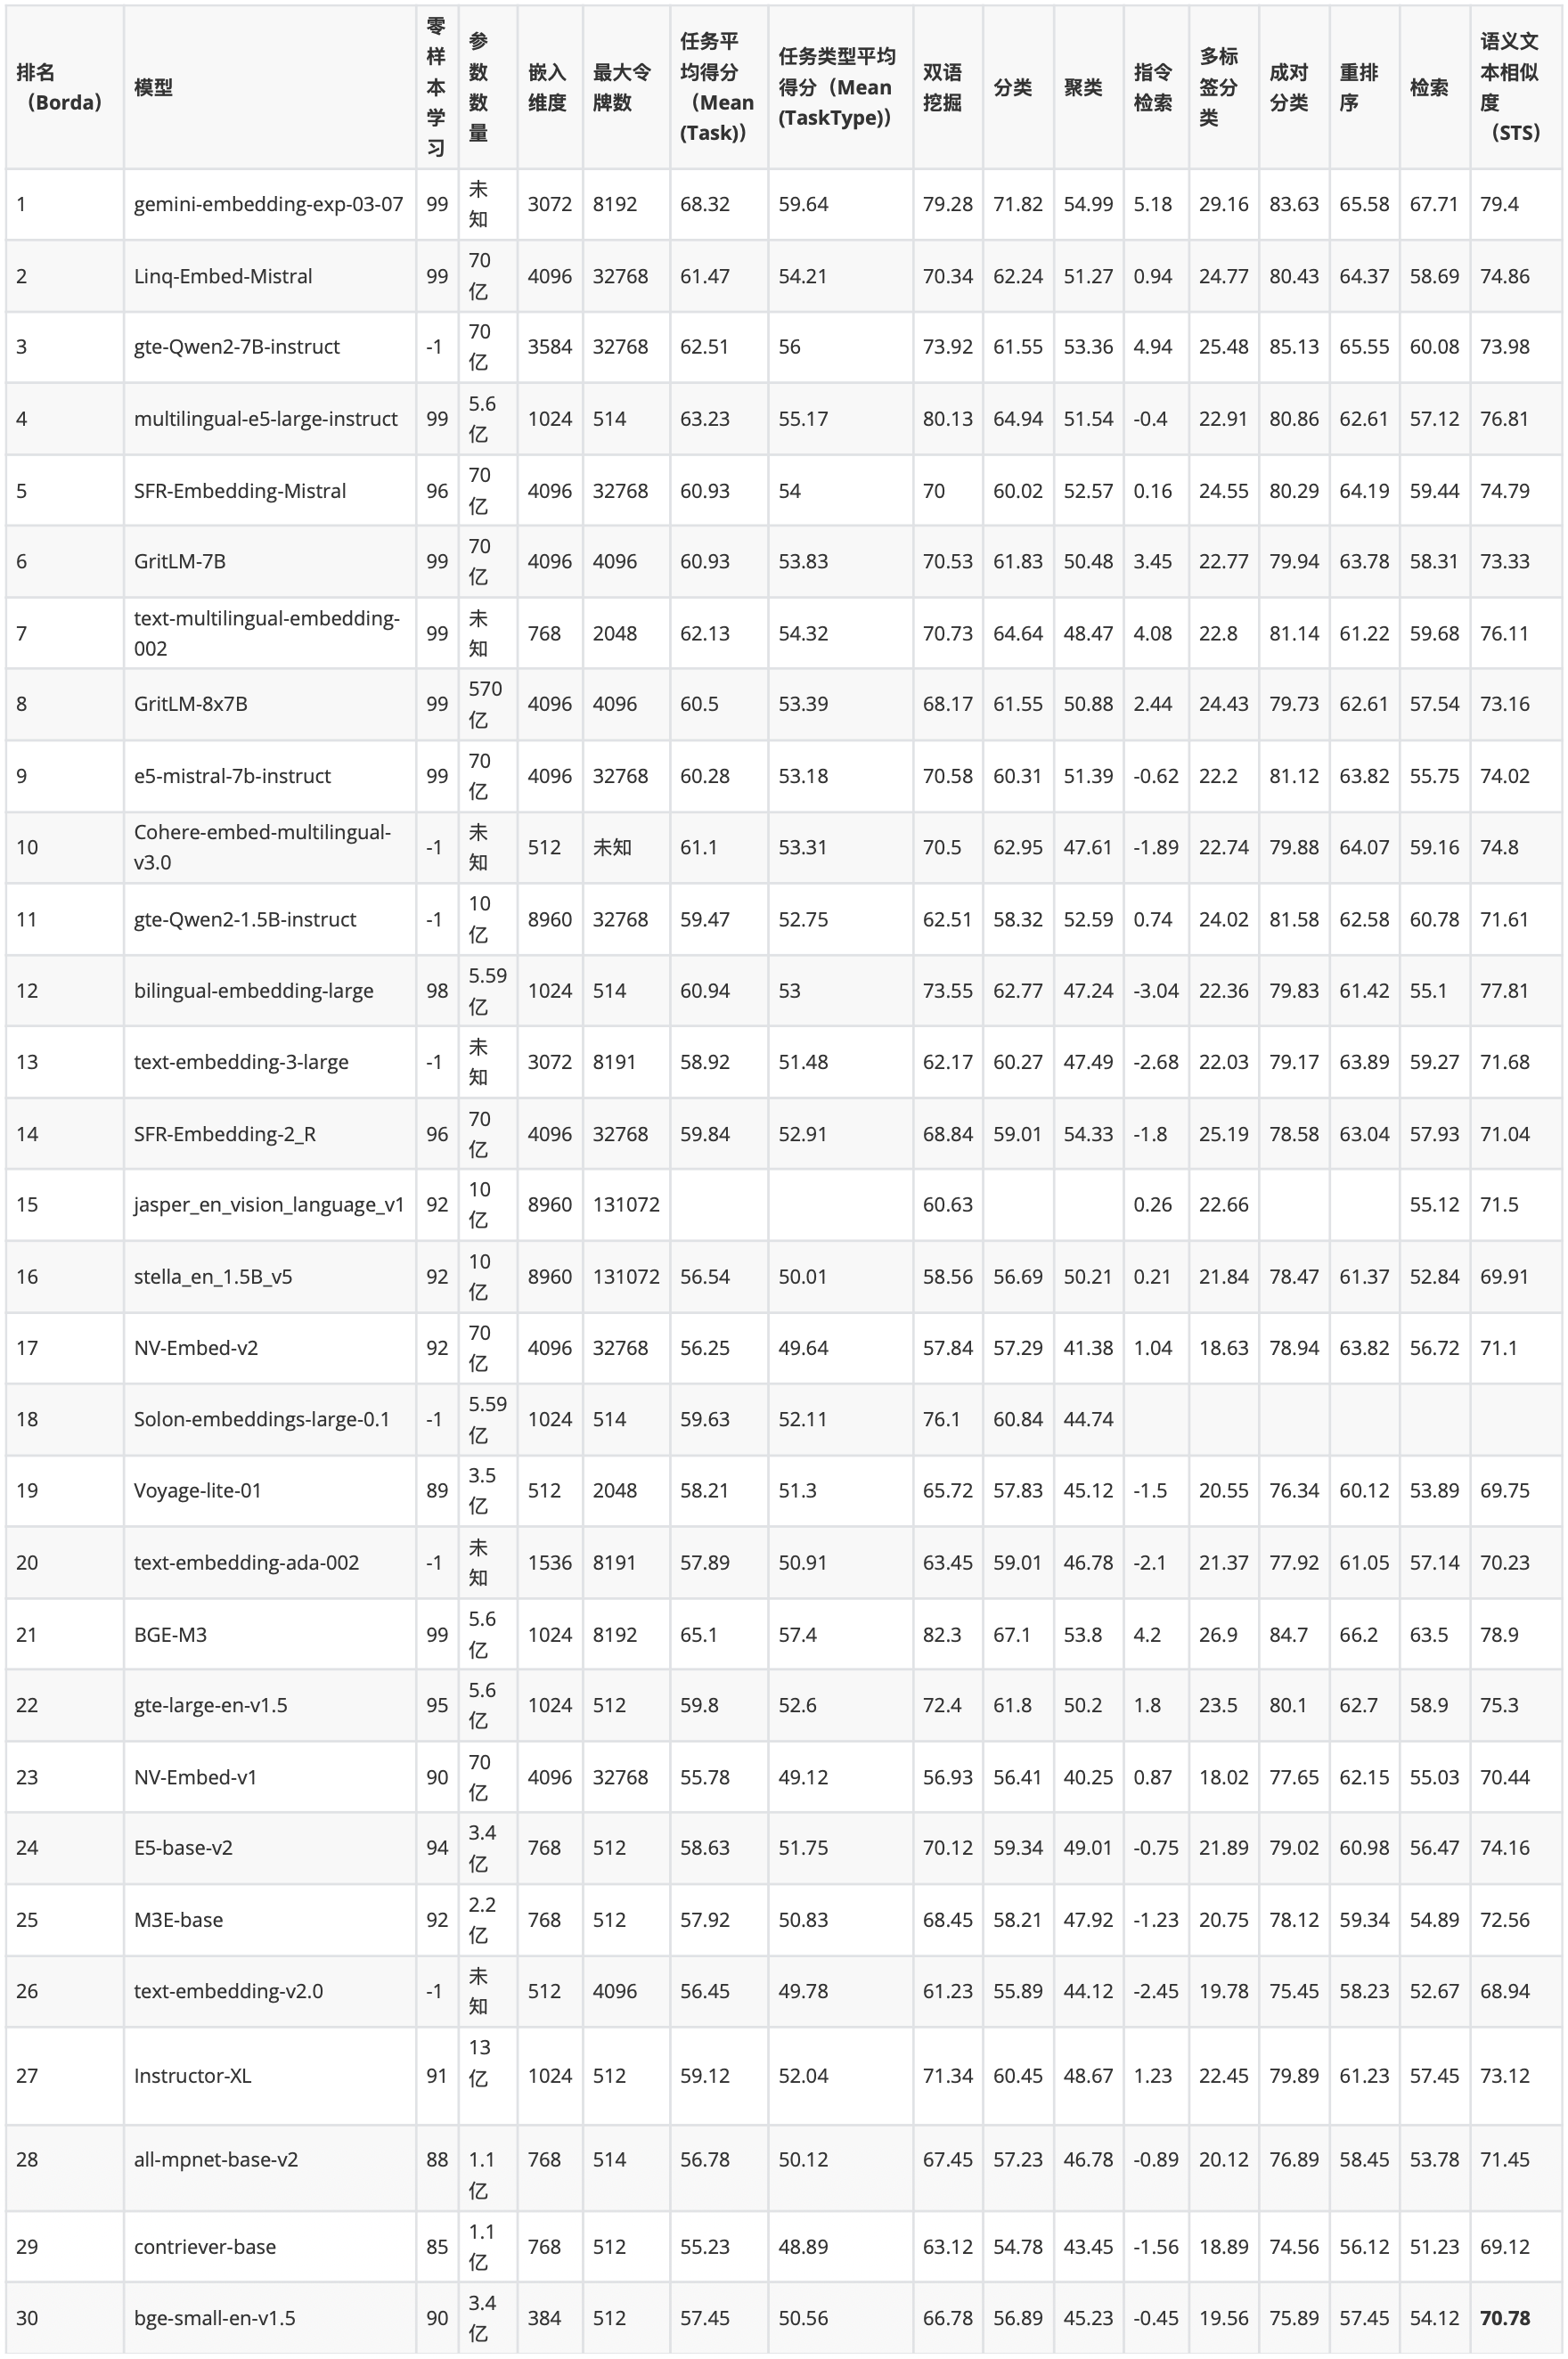 排名（Borda） 模型 零样本学习 参数数量 嵌入维度 最大令牌数 任务平均得分（Mean (Task)） 任务类型平均得分（Mean (TaskType)） 双语挖掘 分类 聚类 指令检索 多标签分类 成对分类 重排序 检索 语义文本相似度（STS）
1 gemini-embedding-exp-03-07 99 未知 3072 8192 68.32 59.64 79.28 71.82 54.99 5.18 29.16 83.63 65.58 67.71 79.4
2 Linq-Embed-Mistral 99 70亿 4096 32768 61.47 54.21 70.34 62.24 51.27 0.94 24.77 80.43 64.37 58.69 74.86
3 gte-Qwen2-7B-instruct -1 70亿 3584 32768 62.51 56 73.92 61.55 53.36 4.94 25.48 85.13 65.55 60.08 73.98
4 multilingual-e5-large-instruct 99 5.6亿 1024 514 63.23 55.17 80.13 64.94 51.54 -0.4 22.91 80.86 62.61 57.12 76.81
5 SFR-Embedding-Mistral 96 70亿 4096 32768 60.93 54 70 60.02 52.57 0.16 24.55 80.29 64.19 59.44 74.79
6 GritLM-7B 99 70亿 4096 4096 60.93 53.83 70.53 61.83 50.48 3.45 22.77 79.94 63.78 58.31 73.33
7 text-multilingual-embedding-002 99 未知 768 2048 62.13 54.32 70.73 64.64 48.47 4.08 22.8 81.14 61.22 59.68 76.11
8 GritLM-8x7B 99 570亿 4096 4096 60.5 53.39 68.17 61.55 50.88 2.44 24.43 79.73 62.61 57.54 73.16
9 e5-mistral-7b-instruct 99 70亿 4096 32768 60.28 53.18 70.58 60.31 51.39 -0.62 22.2 81.12 63.82 55.75 74.02
10 Cohere-embed-multilingual-v3.0 -1 未知 512 未知 61.1 53.31 70.5 62.95 47.61 -1.89 22.74 79.88 64.07 59.16 74.8
11 gte-Qwen2-1.5B-instruct -1 10亿 8960 32768 59.47 52.75 62.51 58.32 52.59 0.74 24.02 81.58 62.58 60.78 71.61
12 bilingual-embedding-large 98 5.59亿 1024 514 60.94 53 73.55 62.77 47.24 -3.04 22.36 79.83 61.42 55.1 77.81
13 text-embedding-3-large -1 未知 3072 8191 58.92 51.48 62.17 60.27 47.49 -2.68 22.03 79.17 63.89 59.27 71.68
14 SFR-Embedding-2_R 96 70亿 4096 32768 59.84 52.91 68.84 59.01 54.33 -1.8 25.19 78.58 63.04 57.93 71.04
15 jasper_en_vision_language_v1 92 10亿 8960 131072 60.63 0.26 22.66 55.12 71.5
16 stella_en_1.5B_v5 92 10亿 8960 131072 56.54 50.01 58.56 56.69 50.21 0.21 21.84 78.47 61.37 52.84 69.91
17 NV-Embed-v2 92 70亿 4096 32768 56.25 49.64 57.84 57.29 41.38 1.04 18.63 78.94 63.82 56.72 71.1
18 Solon-embeddings-large-0.1 -1 5.59亿 1024 514 59.63 52.11 76.1 60.84 44.74
19 Voyage-lite-01 89 3.5亿 512 2048 58.21 51.3 65.72 57.83 45.12 -1.5 20.55 76.34 60.12 53.89 69.75
20 text-embedding-ada-002 -1 未知 1536 8191 57.89 50.91 63.45 59.01 46.78 -2.1 21.37 77.92 61.05 57.14 70.23
21 BGE-M3 99 5.6亿 1024 8192 65.1 57.4 82.3 67.1 53.8 4.2 26.9 84.7 66.2 63.5 78.9
22 gte-large-en-v1.5 95 5.6亿 1024 512 59.8 52.6 72.4 61.8 50.2 1.8 23.5 80.1 62.7 58.9 75.3
23 NV-Embed-v1 90 70亿 4096 32768 55.78 49.12 56.93 56.41 40.25 0.87 18.02 77.65 62.15 55.03 70.44
24 E5-base-v2 94 3.4亿 768 512 58.63 51.75 70.12 59.34 49.01 -0.75 21.89 79.02 60.98 56.47 74.16
25 M3E-base 92 2.2亿 768 512 57.92 50.83 68.45 58.21 47.92 -1.23 20.75 78.12 59.34 54.89 72.56
26 text-embedding-v2.0 -1 未知 512 4096 56.45 49.78 61.23 55.89 44.12 -2.45 19.78 75.45 58.23 52.67 68.94
27 Instructor-XL 91 13亿 1024 512 59.12 52.04 71.34 60.45 48.67 1.23 22.45 79.89 61.23 57.45 73.12
28 all-mpnet-base-v2 88 1.1亿 768 514 56.78 50.12 67.45 57.23 46.78 -0.89 20.12 76.89 58.45 53.78 71.45
29 contriever-base 85 1.1亿 768 512 55.23 48.89 63.12 54.78 43.45 -1.56 18.89 74.56 56.12 51.23 69.12
30 bge-small-en-v1.5 90 3.4亿 384 512 57.45 50.56 66.78 56.89 45.23 -0.45 19.56 75.89 57.45 54.12 70.78